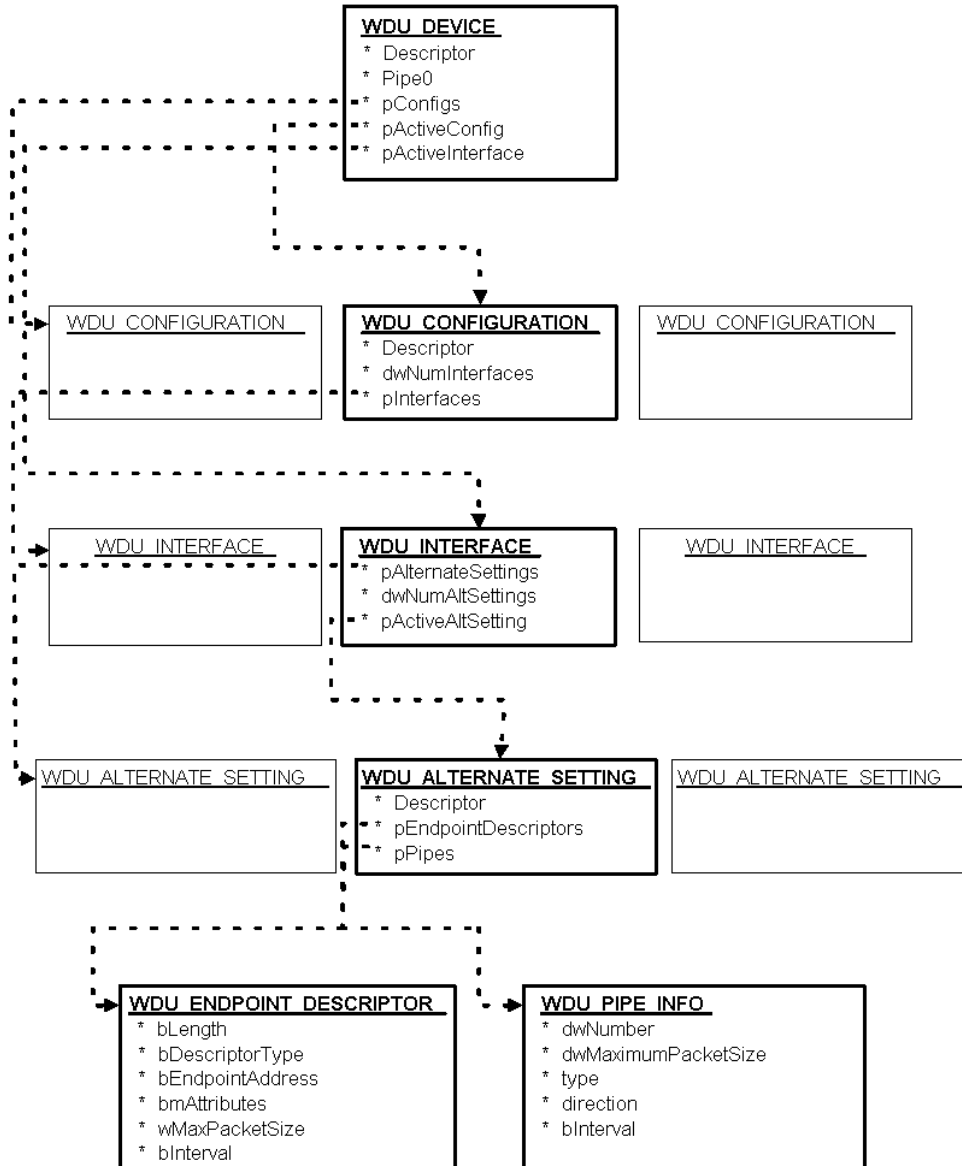 WDU_DEVICE
* Descriptor
* Pipe0
* pConfigs
* pActiveConfig
* pActiveInterface
WDU_CONFIGURATION
WDU_CONFIGURATION
* Descriptor
* dwNumInterfaces
* pInterfaces
WDU_CONFIGURATION
WDU_INTERFACE
WDU_INTERFACE
* pAlternateSettings
* dwNumAltSettings
* pActiveAltSetting
WDU_INTERFACE
WDU_ALTERNATE_SETTING
WDU_ALTERNATE_SETTING
* Descriptor
* pEndpointDescriptors
* pPipes
WDU_ALTERNATE_SETTING
WDU_ENDPOINT_DESCRIPTOR
* bLength
* bDescriptorType
* bEndpointAddress
* bmAttributes
* wMaxPacketSize
* bInterval
WDU_PIPE_INFO
* dwNumber
* dwMaximumPacketSize
* type
* direction
* bInterval